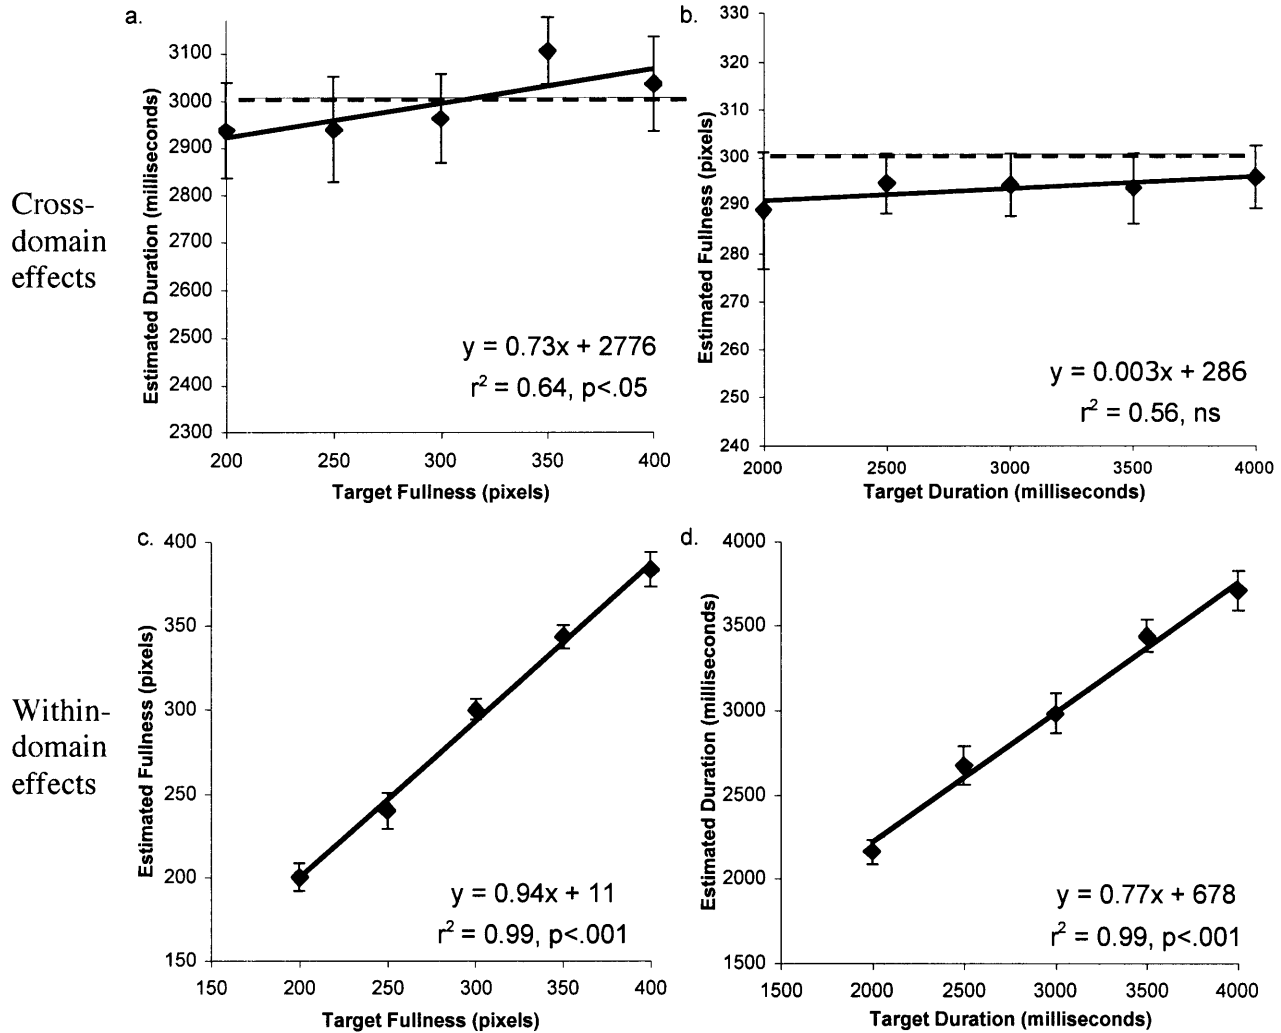 a.
Estimated Duration (milliseconds)
3100
3000
2900
2800
2700
2600
2500
2400
2300
200 250 300 350 400
Target Fullness (pixels)
y = 0.73x + 2776
r² = 0.64, p<.05
b.
Estimated Fullness (pixels)
330
320
310
300
290
280
270
260
250
240
2000 2500 3000 3500 4000
Target Duration (milliseconds)
y = 0.003x + 286
r² = 0.56, ns
Cross-
domain
effects
c.
Estimated Fullness (pixels)
400
350
300
250
200
150
150 200 250 300 350 400
Target Fullness (pixels)
y = 0.94x + 11
r² = 0.99, p<.001
d.
Estimated Duration (milliseconds)
4000
3500
3000
2500
2000
1500
1500 2000 2500 3000 3500 4000
Target Duration (milliseconds)
y = 0.77x + 678
r² = 0.99, p<.001
Within-
domain
effects